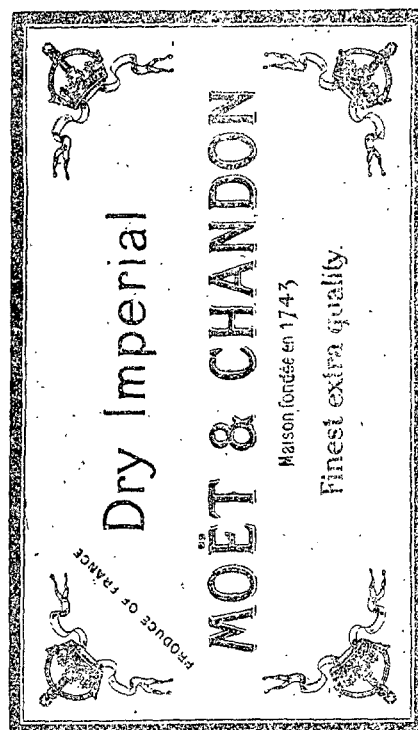 PRODUCE OF FRANCE
Dry Imperial
MOËT & CHANDON
Maison fondée en 1743
Finest extra quality.